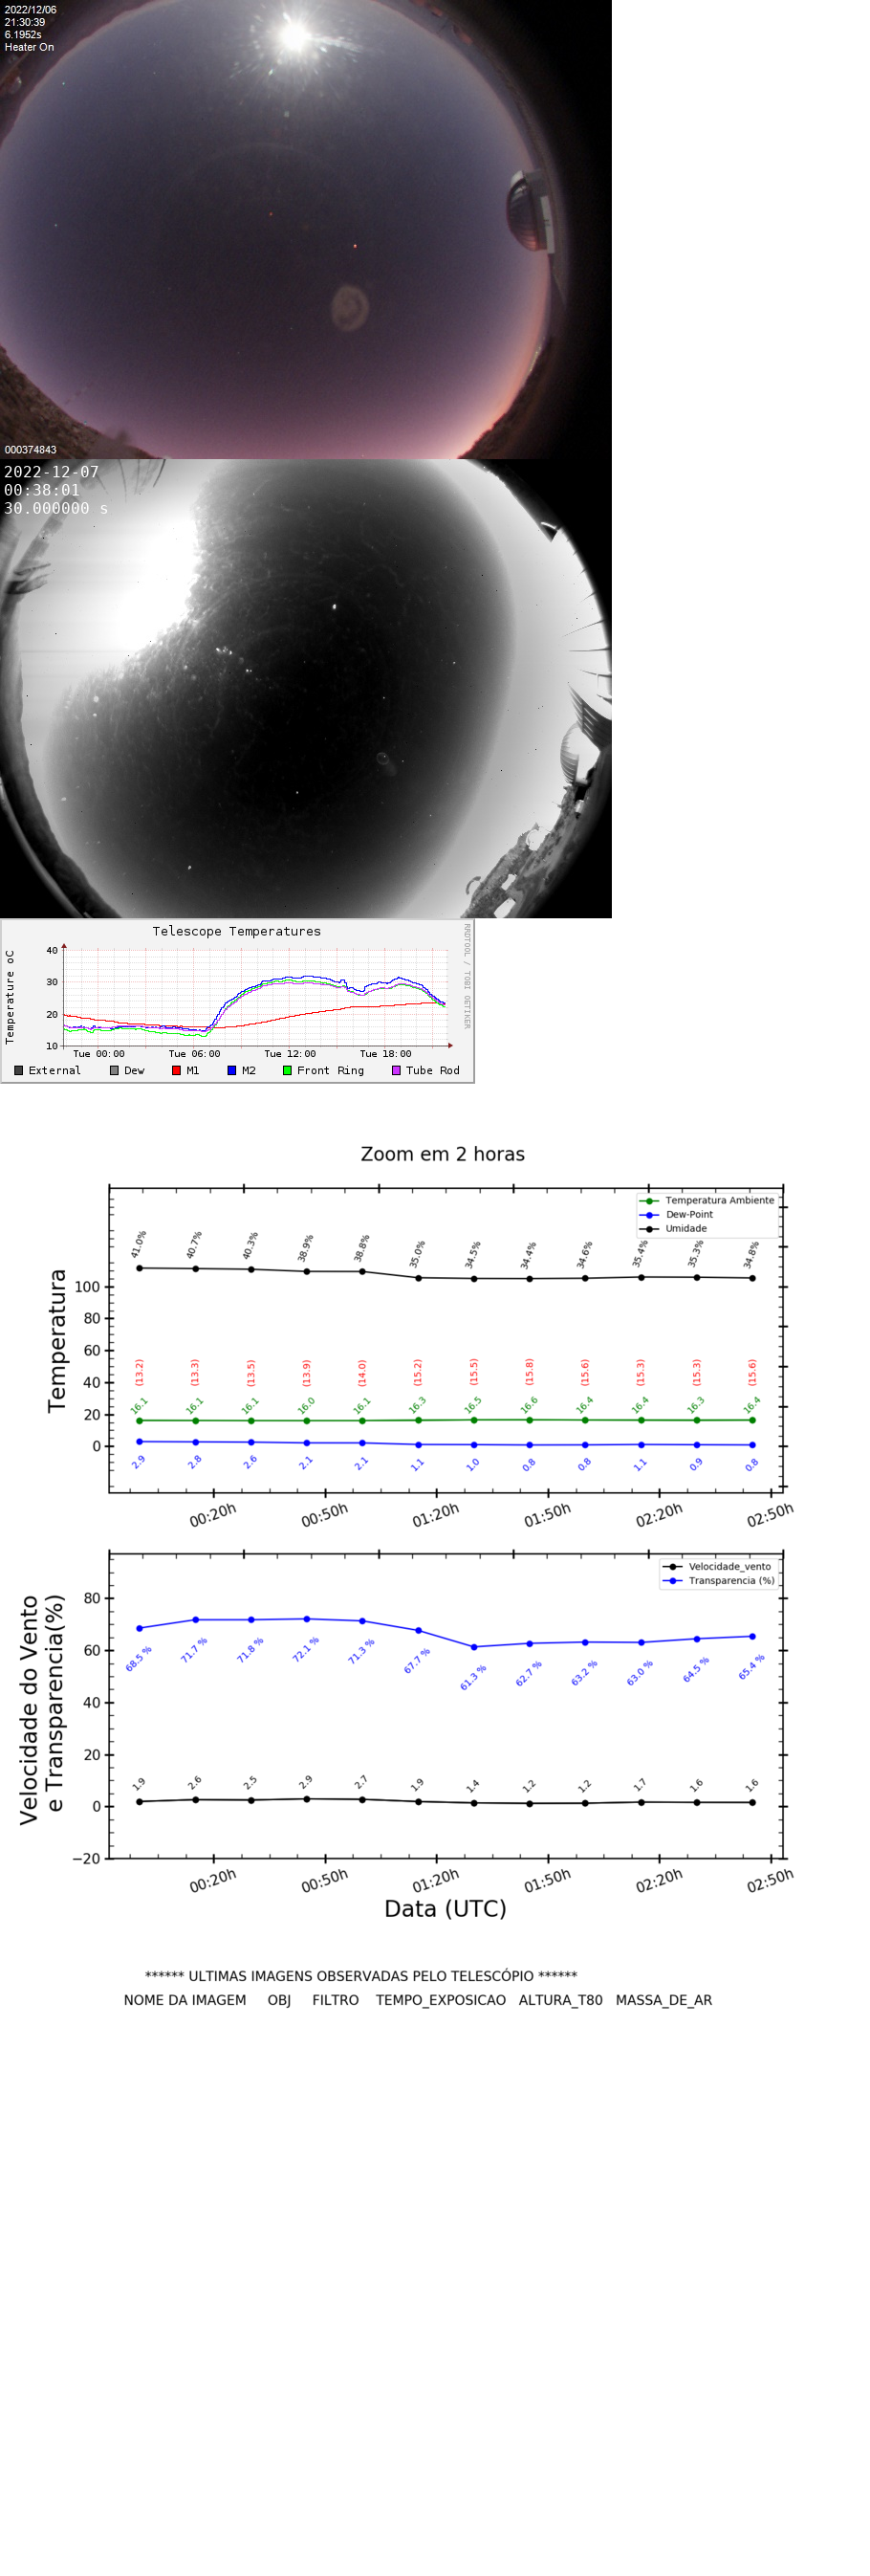 2022/12/06
21:30:39
6.1952s
Heater On
000374843
2022-12-07
00:38:01
30.000000 s
Telescope Temperatures
RRDTOOL / TOBI OETIKER
Temperature oC
40
30
20
10
Tue 00:00 Tue 06:00 Tue 12:00 Tue 18:00
External Dew M1 M2 Front Ring Tube Rod
Zoom em 2 horas
Temperatura Ambiente
Dew-Point
Umidade
41.0% 40.7% 40.3% 38.9% 38.8% 35.0% 34.5% 34.4% 34.6% 35.4% 35.3% 34.8%
Temperatura
100
80
60
40
20
0
(13.2) (13.3) (13.5) (13.9) (14.0) (15.2) (15.5) (15.8) (15.6) (15.3) (15.3) (15.6)
16.1 16.1 16.1 16.0 16.1 16.3 16.5 16.6 16.4 16.4 16.3 16.4
2.9 2.8 2.6 2.1 2.1 1.1 1.0 0.8 0.8 1.1 0.9 0.8
00:20h 00:50h 01:20h 01:50h 02:20h 02:50h
Velocidade_vento
Transparencia (%)
Velocidade do Vento
e Transparencia(%)
80
60
40
20
0
−20
68.5 % 71.7 % 71.8 % 72.1 % 71.3 % 67.7 % 61.3 % 62.7 % 63.2 % 63.0 % 64.5 % 65.4 %
1.9 2.6 2.5 2.9 2.7 1.9 1.4 1.2 1.2 1.7 1.6 1.6
00:20h 00:50h 01:20h 01:50h 02:20h 02:50h
Data (UTC)
****** ULTIMAS IMAGENS OBSERVADAS PELO TELESCÓPIO ******
NOME DA IMAGEM OBJ FILTRO TEMPO_EXPOSICAO ALTURA_T80 MASSA_DE_AR